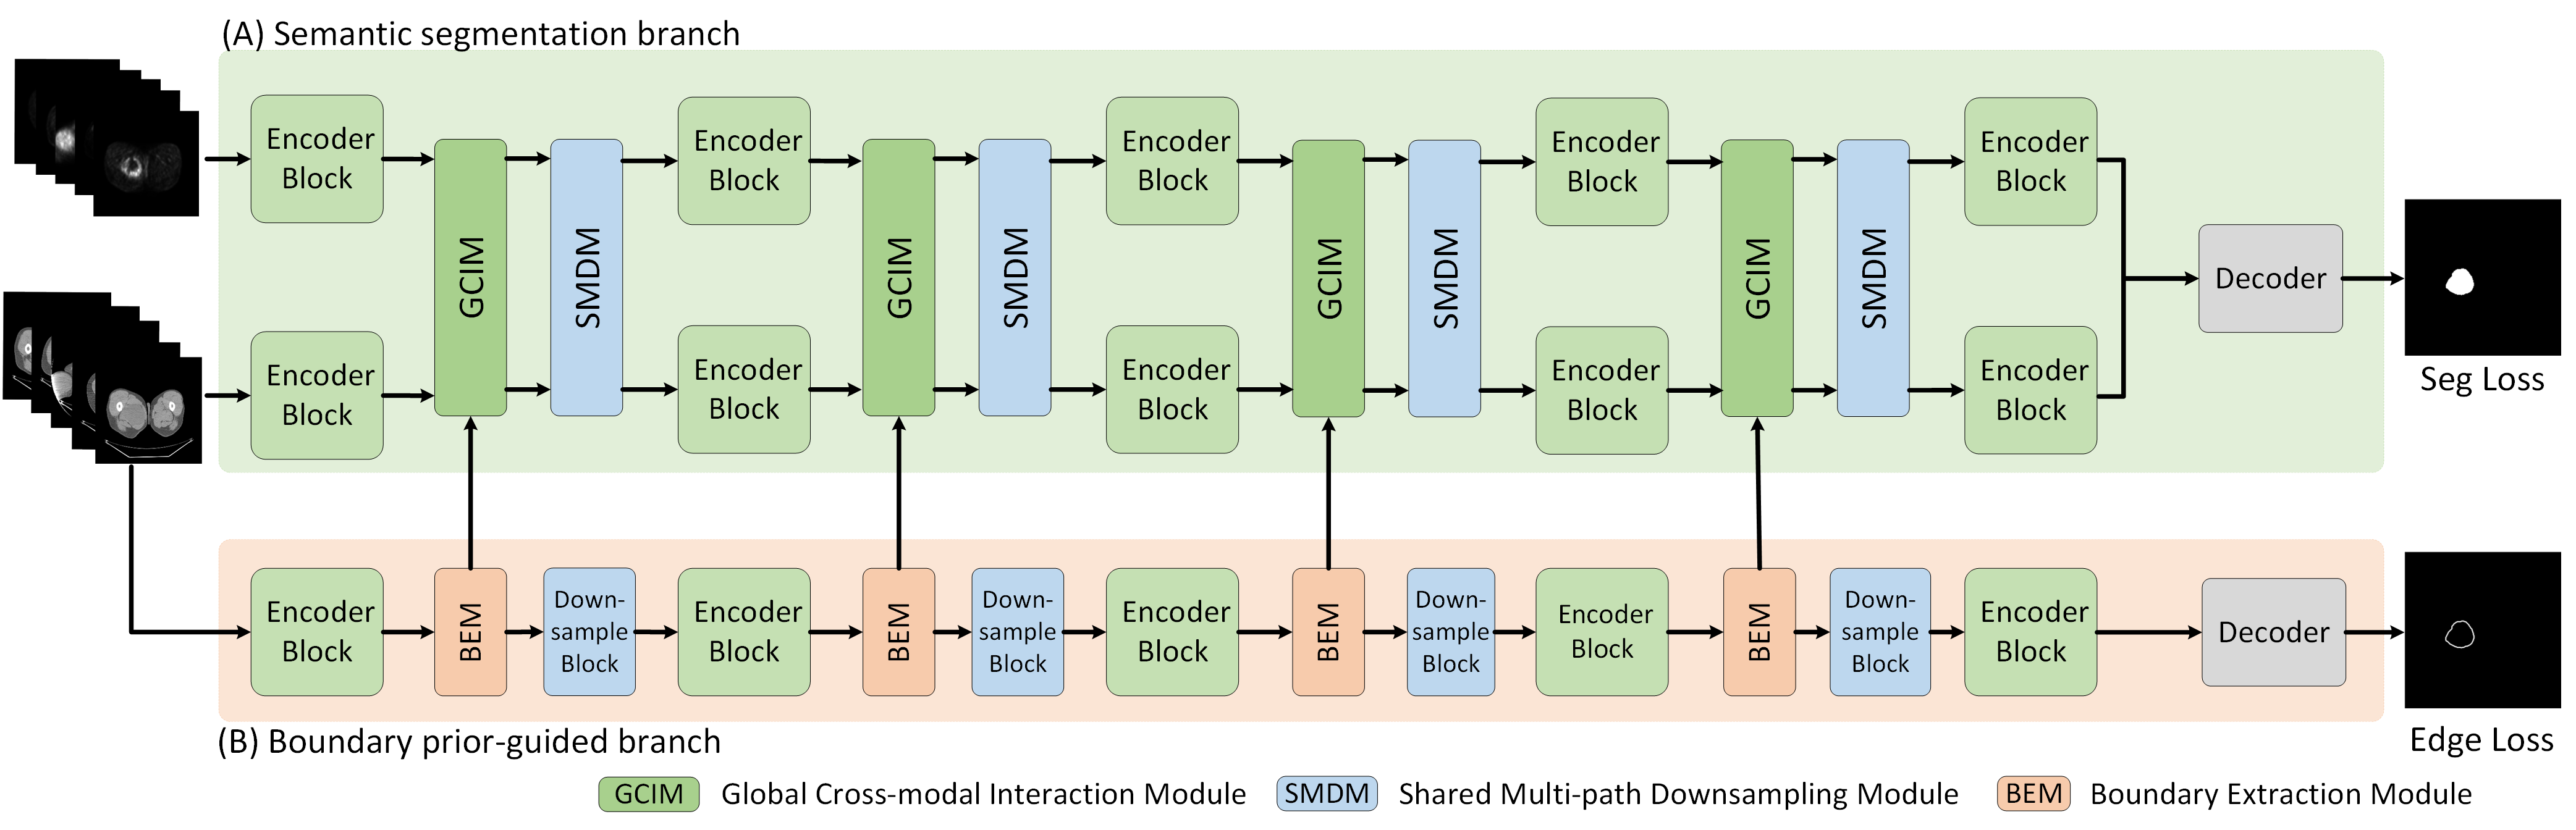 (A) Semantic segmentation branch
Encoder
Block
GCIM
SMDM
Encoder
Block
GCIM
SMDM
Encoder
Block
GCIM
SMDM
Encoder
Block
GCIM
SMDM
Encoder
Block
Encoder
Block
Encoder
Block
Encoder
Block
Encoder
Block
Encoder
Block
Decoder
Seg Loss
Encoder
Block
BEM
Down-
sample
Block
Encoder
Block
BEM
Down-
sample
Block
Encoder
Block
BEM
Down-
sample
Block
Encoder
Block
BEM
Down-
sample
Block
Encoder
Block
Decoder
Edge Loss
(B) Boundary prior-guided branch
GCIM Global Cross-modal Interaction Module SMDM Shared Multi-path Downsampling Module BEM Boundary Extraction Module